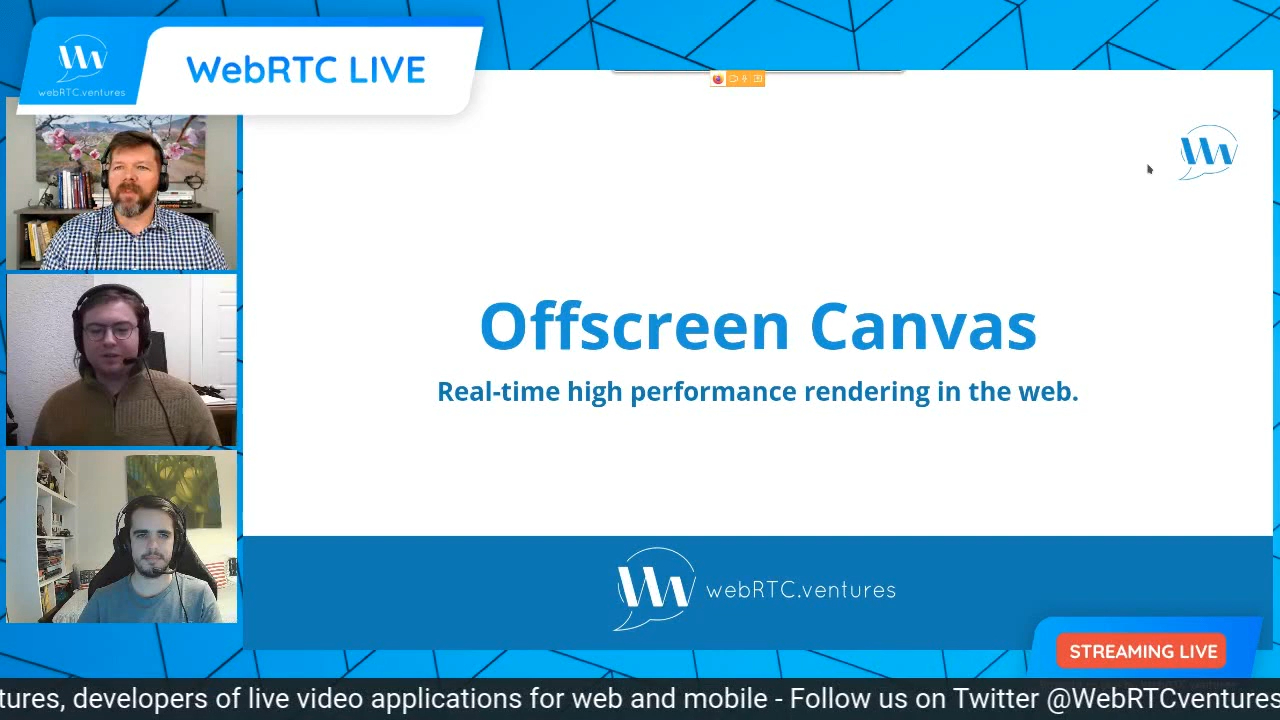 WebRTC LIVE
webRTC.ventures
Offscreen Canvas
Real-time high performance rendering in the web.
webRTC.ventures
STREAMING LIVE
tures, developers of live video applications for web and mobile - Follow us on Twitter @WebRTCventures